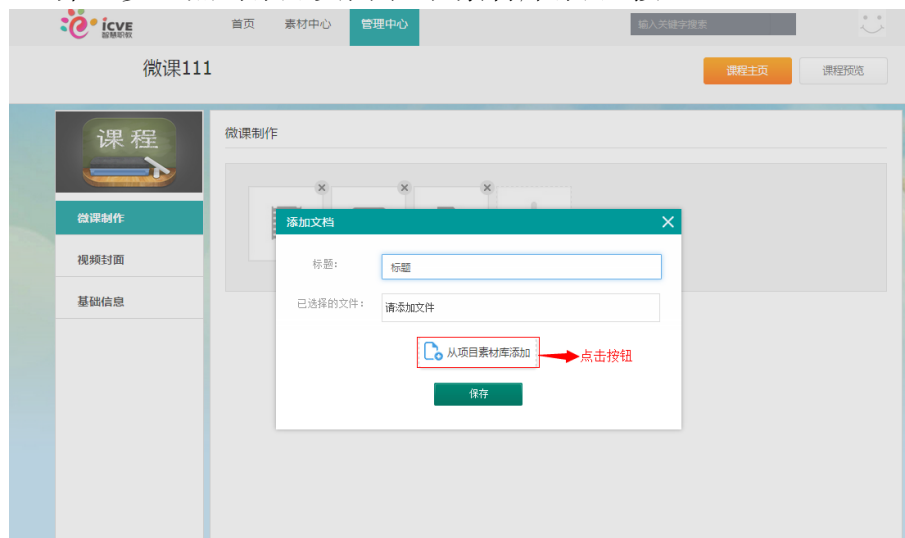 icve
智慧职教
首页 素材中心 管理中心
输入关键字搜索
微课111
课程主页 课程预览
课程
微课制作
微课制作
视频封面
基础信息
添加文档
标题:
标题
已选择的文件:
请添加文件
从项目素材库添加
点击按钮
保存